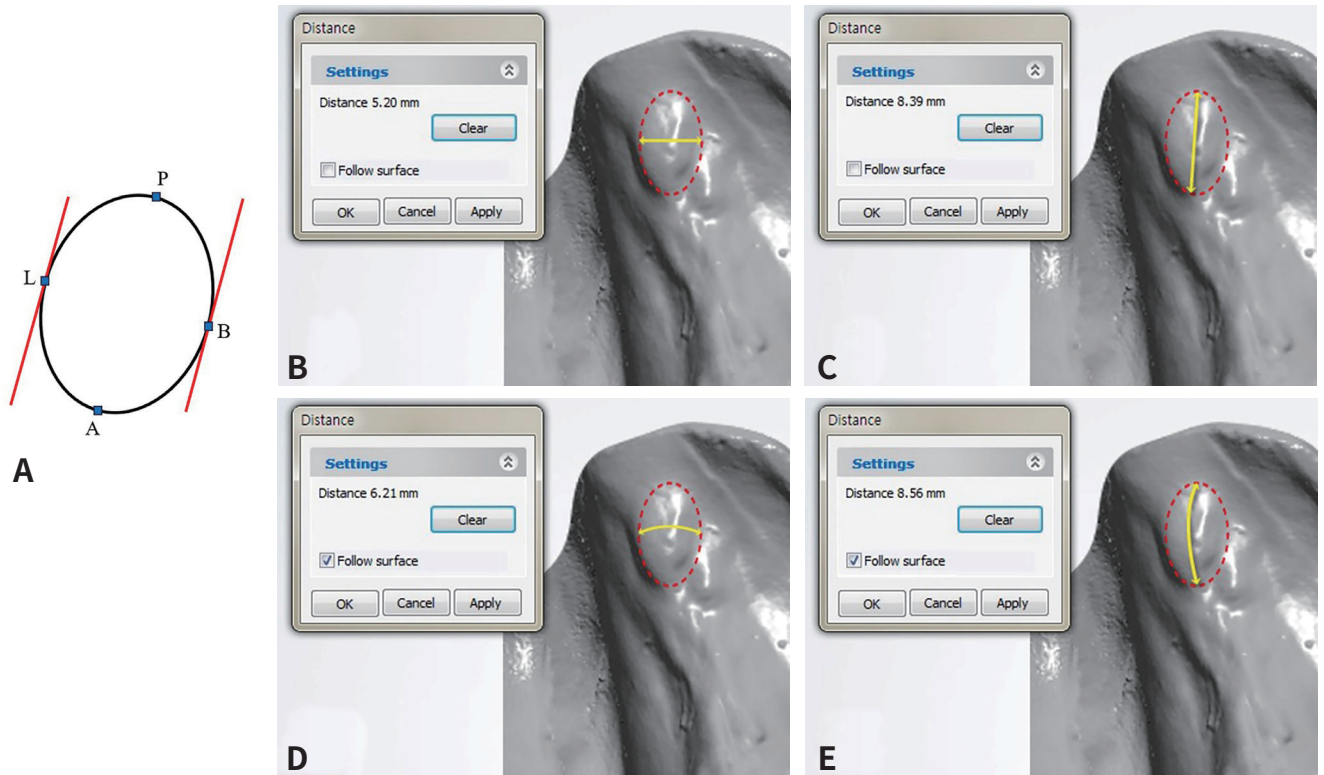 P
L
B
A
A
Distance
Settings
Distance 5.20 mm
Clear
Follow surface
OK
Cancel
Apply
B
Distance
Settings
Distance 8.39 mm
Clear
Follow surface
OK
Cancel
Apply
C
Distance
Settings
Distance 6.21 mm
Clear
Follow surface
OK
Cancel
Apply
D
Distance
Settings
Distance 8.56 mm
Clear
Follow surface
OK
Cancel
Apply
E